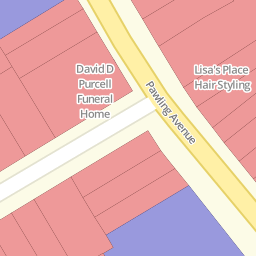 David D
Purcell
Funeral
Home
Lisa's Place
Hair Styling
Pawling Avenue